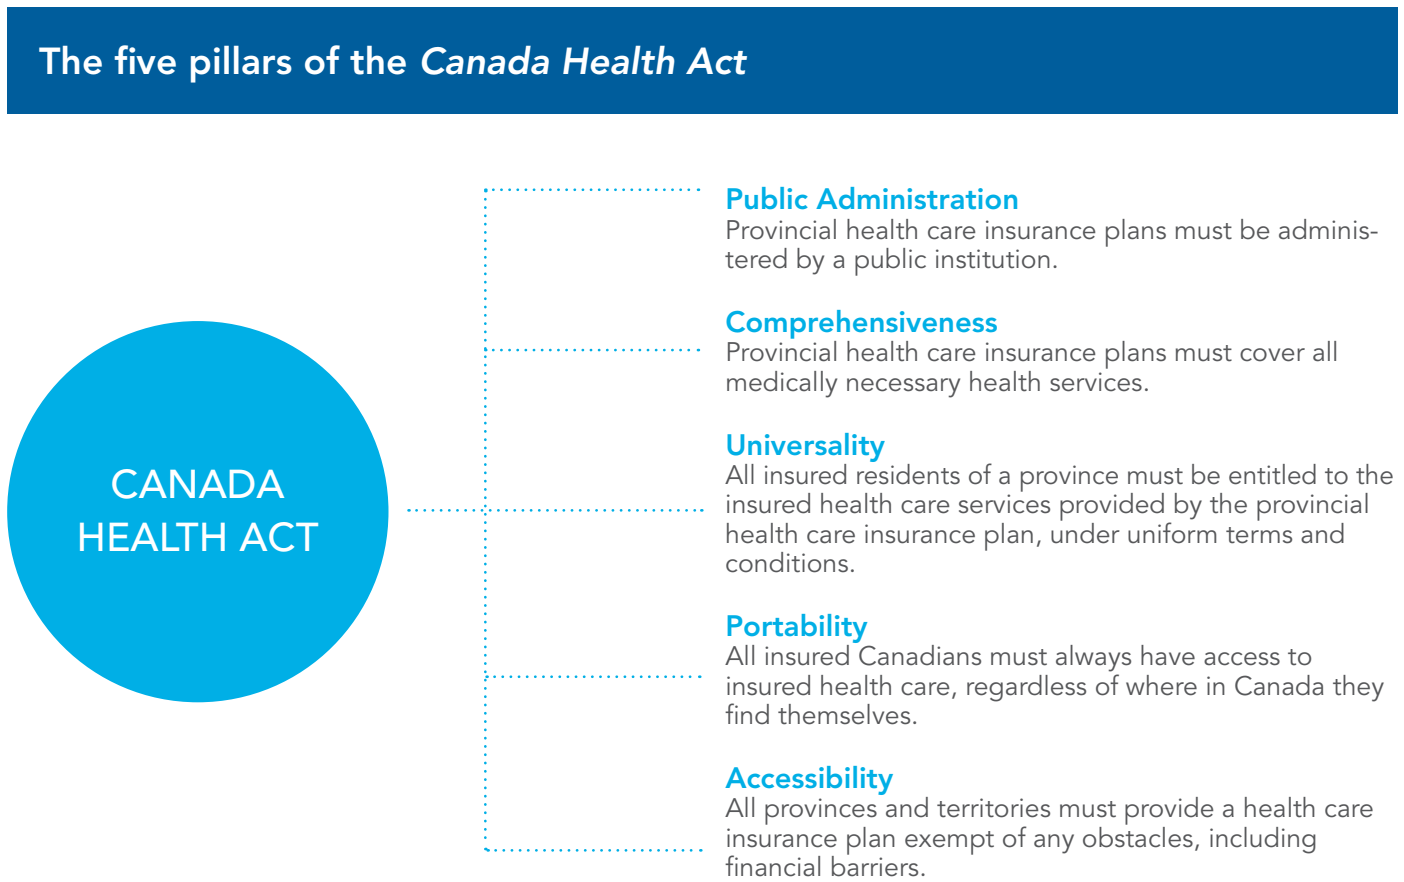 The five pillars of the Canada Health Act
CANADA
HEALTH ACT
Public Administration
Provincial health care insurance plans must be adminis-
tered by a public institution.
Comprehensiveness
Provincial health care insurance plans must cover all
medically necessary health services.
Universality
All insured residents of a province must be entitled to the
insured health care services provided by the provincial
health care insurance plan, under uniform terms and
conditions.
Portability
All insured Canadians must always have access to
insured health care, regardless of where in Canada they
find themselves.
Accessibility
All provinces and territories must provide a health care
insurance plan exempt of any obstacles, including
financial barriers.